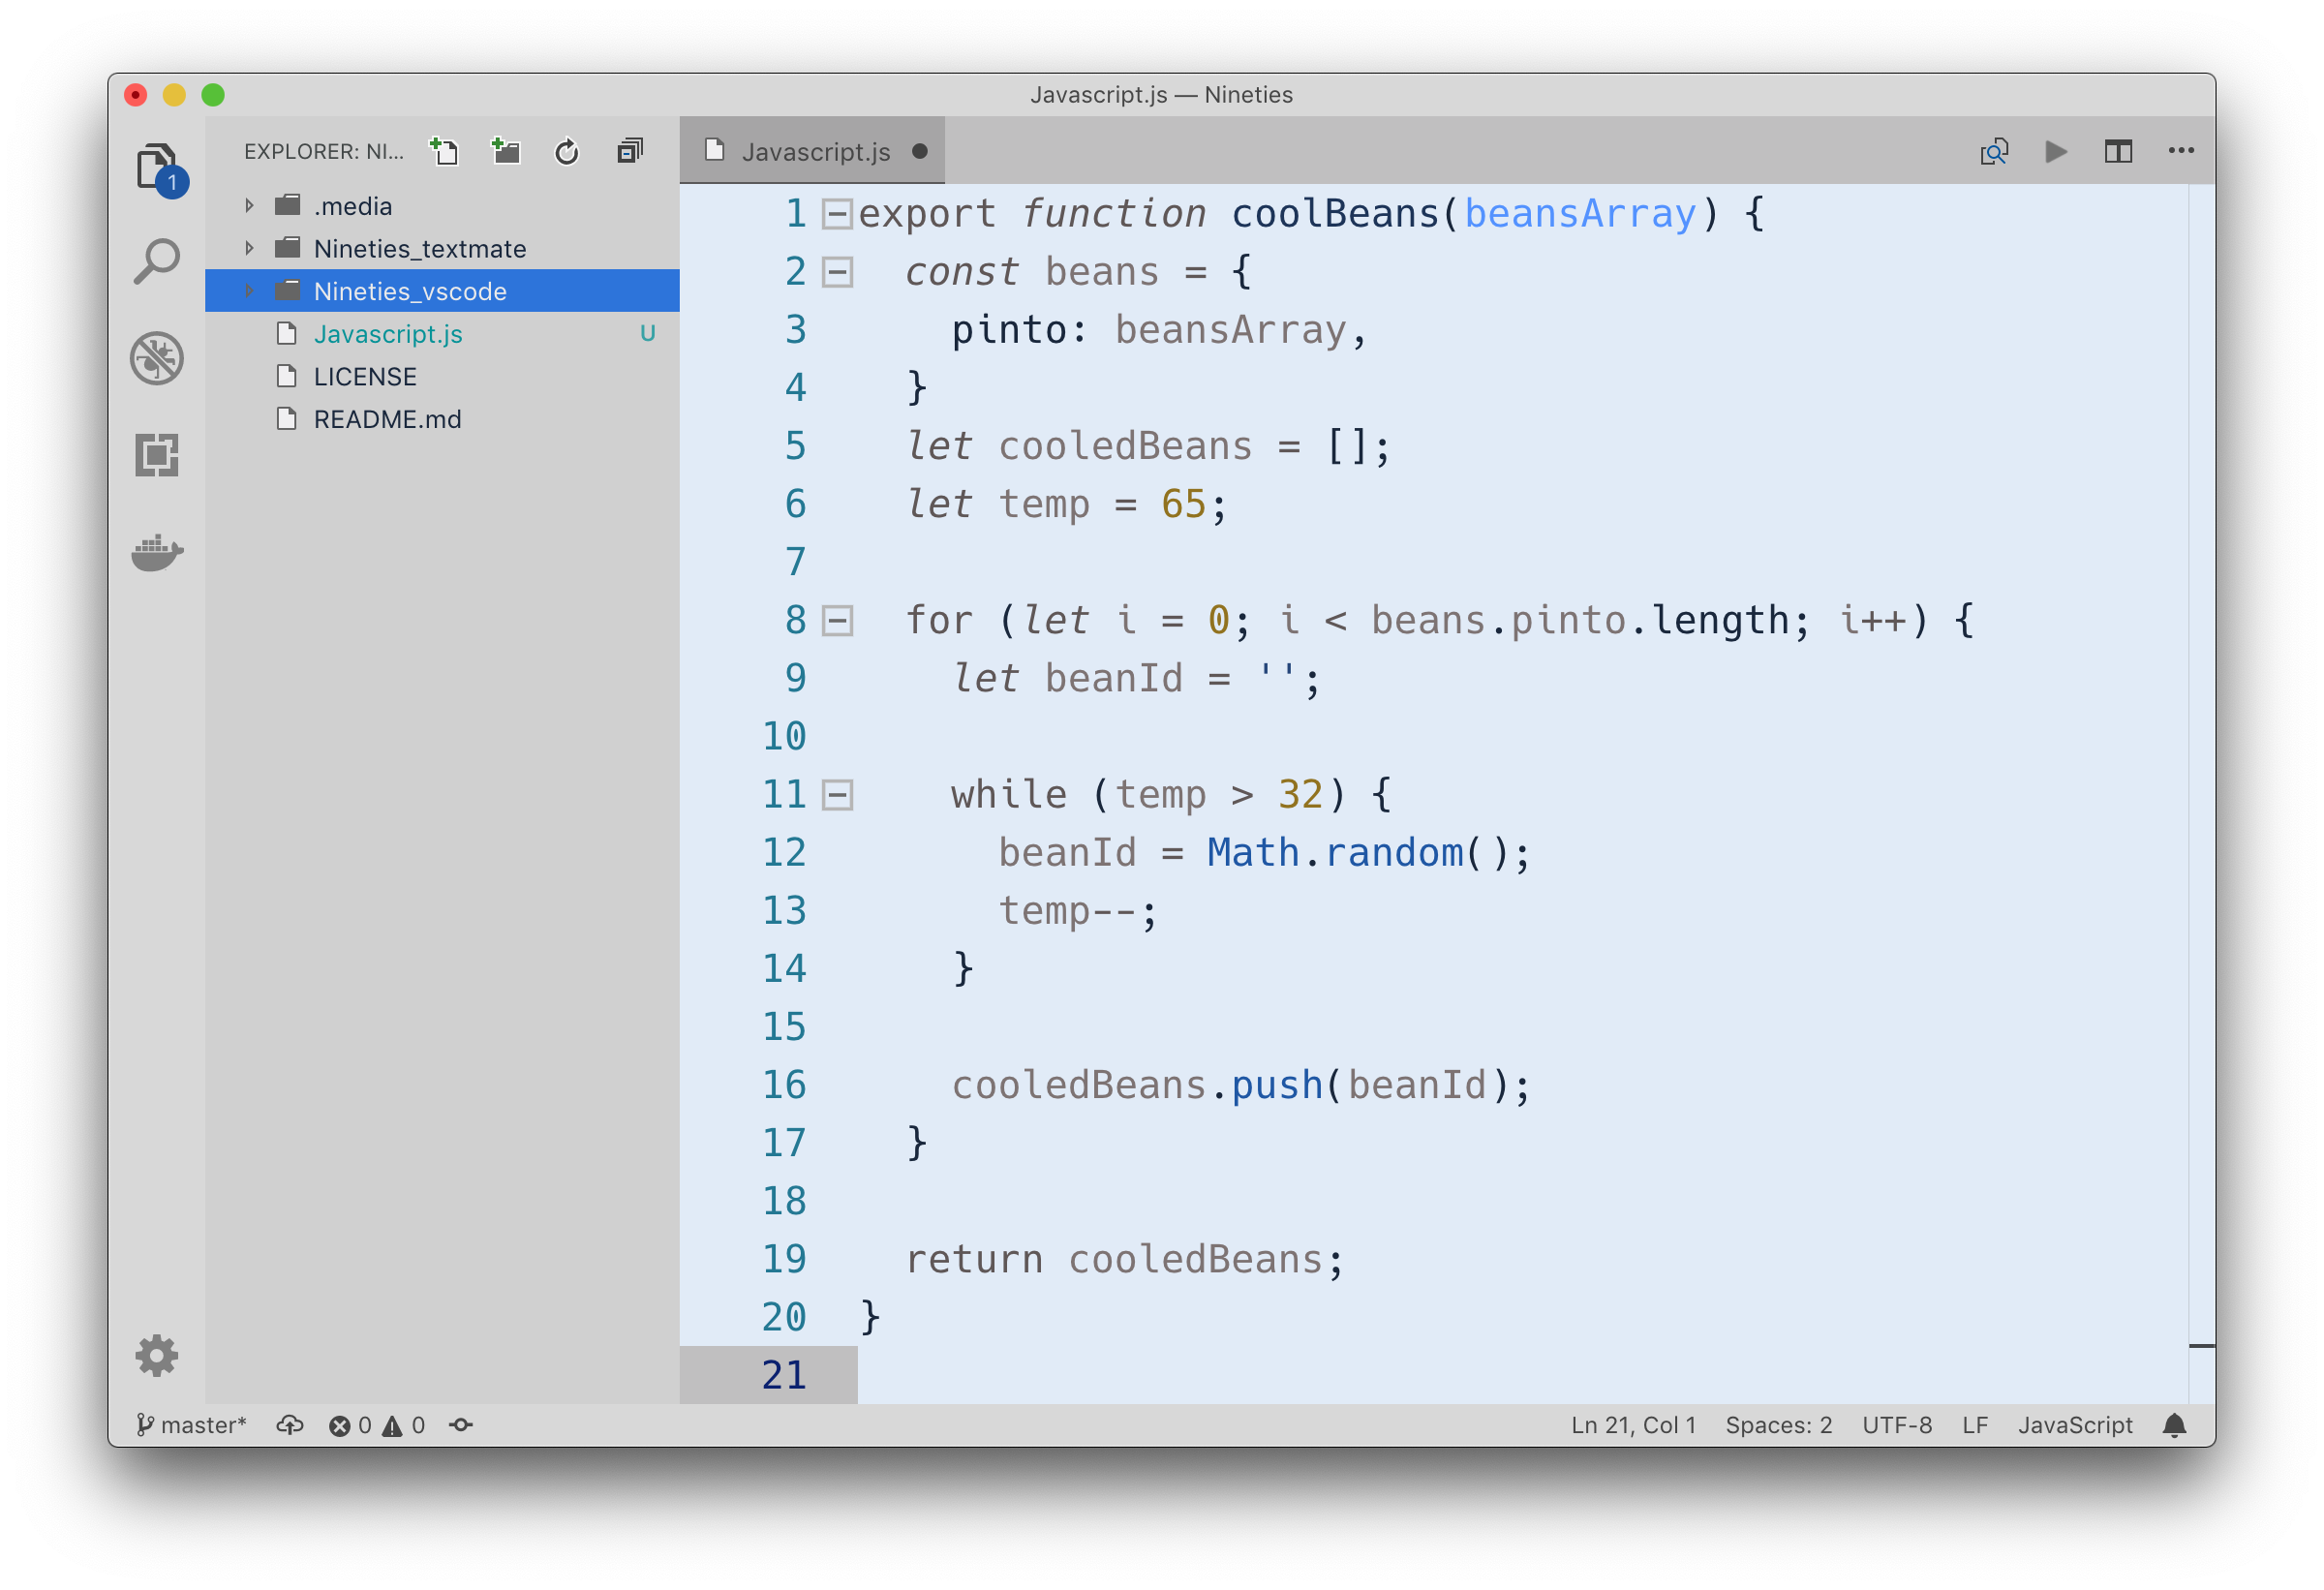 Javascript.js — Nineties
1
EXPLORER: NI...
.media
Nineties_textmate
Nineties_vscode
Javascript.js U
LICENSE
README.md
Javascript.js
1 export function coolBeans(beansArray) {
2   const beans = {
3     pinto: beansArray,
4   }
5   let cooledBeans = [];
6   let temp = 65;
7
8   for (let i = 0; i < beans.pinto.length; i++) {
9     let beanId = '';
10
11     while (temp > 32) {
12       beanId = Math.random();
13       temp--;
14     }
15
16     cooledBeans.push(beanId);
17   }
18
19   return cooledBeans;
20 }
21
master* 0 0 Ln 21, Col 1 Spaces: 2 UTF-8 LF JavaScript